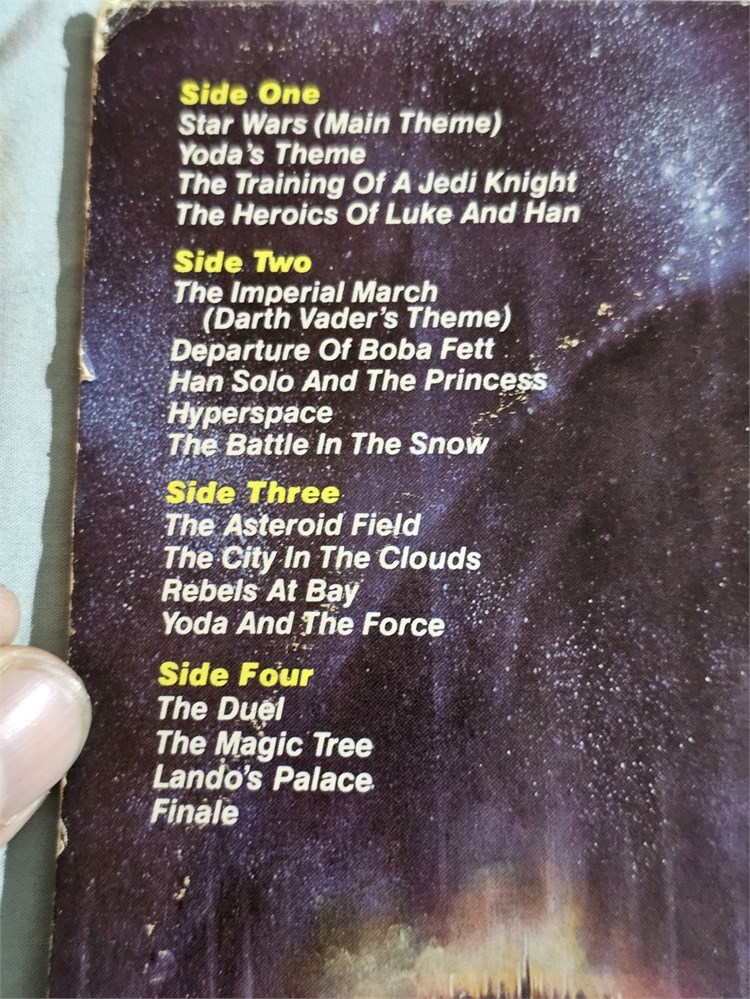 Side One
Star Wars (Main Theme)
Yoda's Theme
The Training Of A Jedi Knight
The Heroics Of Luke And Han
Side Two
The Imperial March
(Darth Vader's Theme)
Departure Of Boba Fett
Han Solo And The Princess
Hyperspace
The Battle In The Snow
Side Three
The Asteroid Field
The City In The Clouds
Rebels At Bay
Yoda And The Force
Side Four
The Duel
The Magic Tree
Lando's Palace
Finale